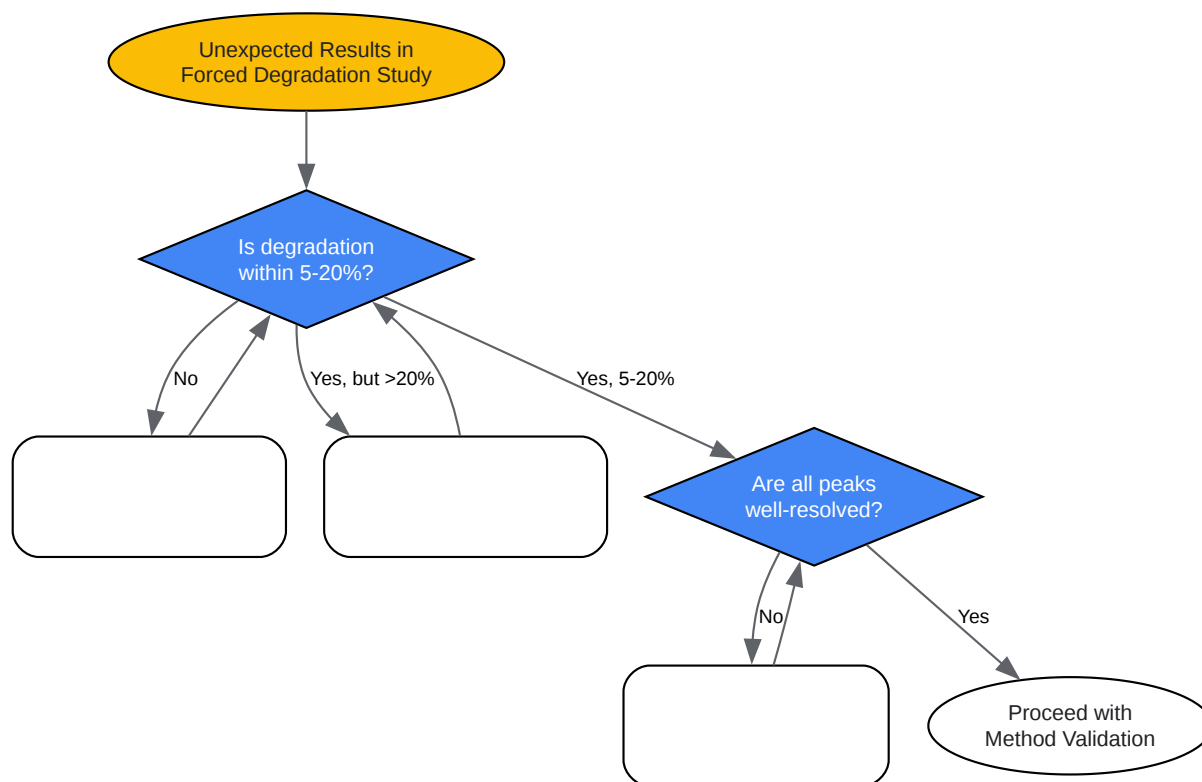 Unexpected Results in
Forced Degradation Study
Is degradation
within 5-20%?
No
Yes, but >20%
Yes, 5-20%
Are all peaks
well-resolved?
No
Yes
Proceed with
Method Validation